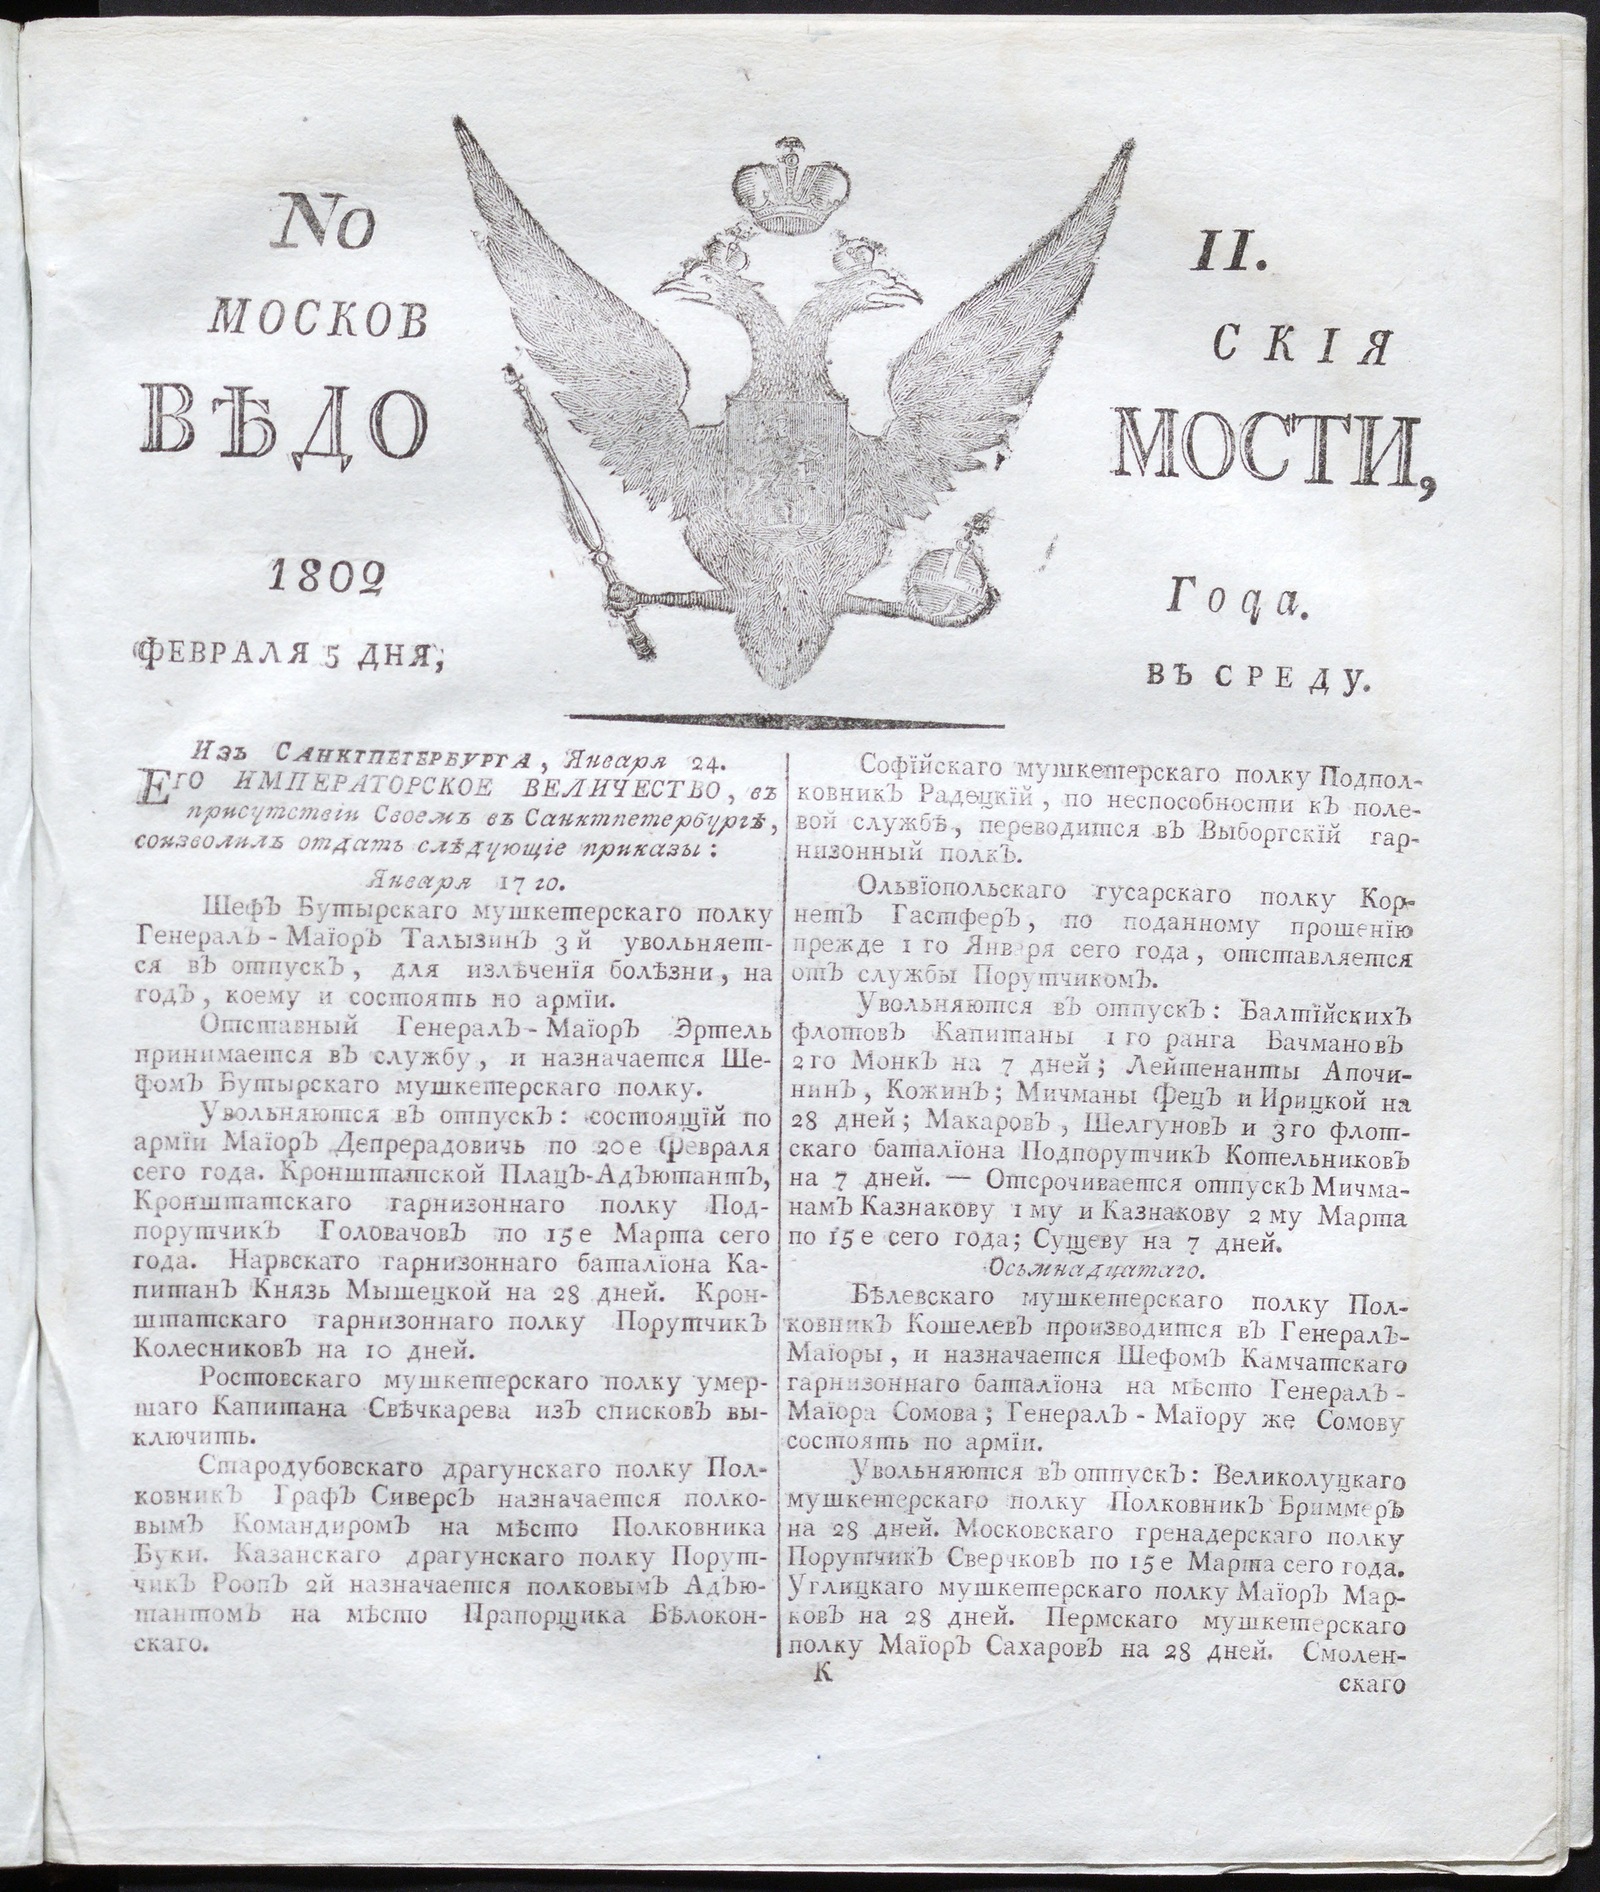 No 11.
МОСКОВ СКІЯ
ВѢДО МОСТИ,
1802 Года.
ФЕВРАЛЯ 5 ДНЯ, ВЪ СРЕДУ.
Изъ Санктпетербурга, Января 24.
Его ИМПЕРАТОРСКОЕ ВЕЛИЧЕСТВО, въ
присутствіи Своемъ въ Санктпетербургѣ,
соизволилъ отдать слѣдующіе приказы:
Января 17 го.
Шефъ Бутырскаго мушкетерскаго полку
Генералъ-Маіоръ Талызинъ 3й увольняет-
ся въ отпускъ, для излѣченія болѣзни, на
годъ, коему и состоять по арміи.
Отставный Генералъ-Маіоръ Эртель
принимается въ службу, и назначается Ше-
фомъ Бутырскаго мушкетерскаго полку.
Увольняются въ отпускъ: состоящій по
арміи Маіоръ Депрерадовичь по 20е Февраля
сего года. Кронштатской Плацъ-Адъютантъ,
Кронштатскаго гарнизоннаго полку Под-
порутчикъ Головачовъ по 15е Марта сего
года. Нарвскаго гарнизоннаго баталіона Ка-
питанъ Князь Мышецкой на 28 дней. Крон-
штатскаго гарнизоннаго полку Порутчикъ
Колесниковъ на 10 дней.
Ростовскаго мушкетерскаго полку умер-
шаго Капитана Свѣчкарева изъ списковъ вы-
ключить.
Стародубовскаго драгунскаго полку Пол-
ковникъ Графъ Сиверсъ назначается полко-
вымъ Командиромъ на мѣсто Полковника
Буки. Казанскаго драгунскаго полку Порут-
чикъ Роопъ 2й назначается полковымъ Адъю-
тантомъ на мѣсто Прапорщика Бѣлокон-
скаго.
Софійскаго мушкетерскаго полку Подпол-
ковникъ Радецкій, по неспособности къ поле-
вой службѣ, переводится въ Выборгскій гар-
низонный полкъ.
Ольвіопольскаго гусарскаго полку Кор-
нетъ Гастферъ, по поданному прошенію
прежде 1го Января сего года, отставляется
отъ службы Порутчикомъ.
Увольняются въ отпускъ: Балтійскихъ
флотовъ Капитаны 1го ранга Бачмановъ
2го Монкъ на 7 дней; Лейтенанты Апочи-
нинъ, Кожинъ; Мичманы Фецъ и Ирицкой на
28 дней; Макаровъ, Шелгуновъ и 3го флот-
скаго баталіона Подпорутчикъ Котельниковъ
на 7 дней. — Отсрочивается отпускъ Мичма-
намъ Казнакову 1му и Казнакову 2му Марта
по 15е сего года; Сущеву на 7 дней.
Осьмнадцатаго.
Бѣлевскаго мушкетерскаго полку Пол-
ковникъ Кошелевъ производится въ Генералъ-
Маіоры, и назначается Шефомъ Камчатскаго
гарнизоннаго баталіона на мѣсто Генералъ-
Маіора Сомова; Генералъ-Маіору же Сомову
состоять по арміи.
Увольняются въ отпускъ: Великолуцкаго
мушкетерскаго полку Полковникъ Бриммеръ
на 28 дней. Московскаго гренадерскаго полку
Порутчикъ Сверчковъ по 15е Марта сего года.
Углицкаго мушкетерскаго полку Маіоръ Мар-
ковъ на 28 дней. Пермскаго мушкетерскаго
полку Маіоръ Сахаровъ на 28 дней. Смолен-
К скаго